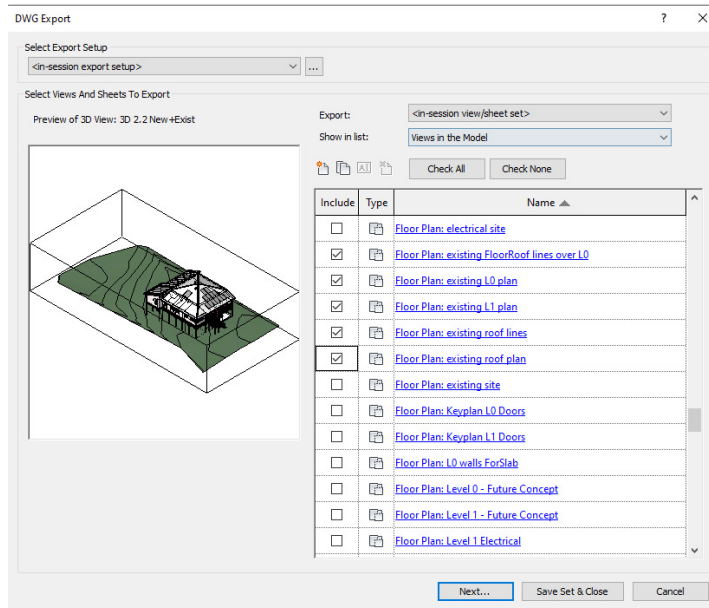 DWG Export
? X
Select Export Setup
<in-session export setup>
...
Select Views And Sheets To Export
Preview of 3D View: 3D 2.2 New+Exist
Export:
<in-session view/sheet set>
Show in list:
Views in the Model
AI
Check All
Check None
Include Type Name
Floor Plan: electrical site
Floor Plan: existing FloorRoof lines over L0
Floor Plan: existing L0 plan
Floor Plan: existing L1 plan
Floor Plan: existing roof lines
Floor Plan: existing roof plan
Floor Plan: existing site
Floor Plan: Keyplan L0 Doors
Floor Plan: Keyplan L1 Doors
Floor Plan: L0 walls ForSlab
Floor Plan: Level 0 - Future Concept
Floor Plan: Level 1 - Future Concept
Floor Plan: Level 1 Electrical
Next...
Save Set & Close
Cancel